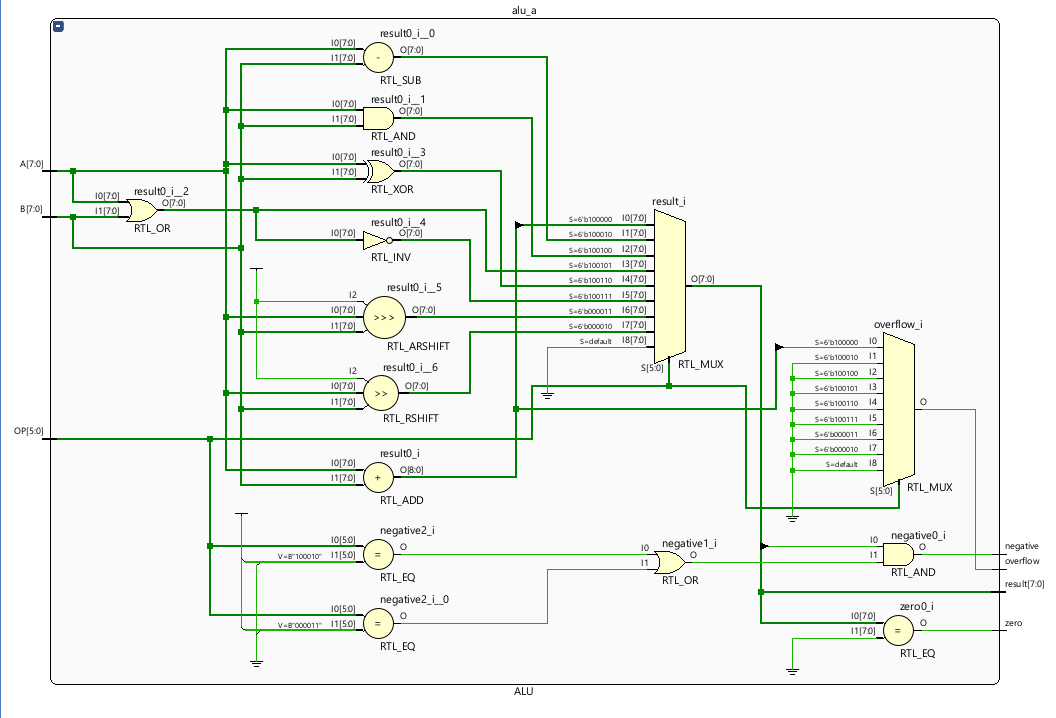 alu_a
result0_i__0
I0[7:0]
I1[7:0]
-
O[7:0]
RTL_SUB
result0_i__1
I0[7:0]
I1[7:0]
O[7:0]
RTL_AND
result0_i__3
I0[7:0]
I1[7:0]
O[7:0]
RTL_XOR
A[7:0]
B[7:0]
result0_i__2
I0[7:0]
I1[7:0]
O[7:0]
RTL_OR
result0_i__4
I0[7:0]
O[7:0]
RTL_INV
result0_i__5
I2
I0[7:0]
I1[7:0]
>>>
O[7:0]
RTL_ARSHIFT
result0_i__6
I2
I0[7:0]
I1[7:0]
>>
O[7:0]
RTL_RSHIFT
OP[5:0]
result0_i
I0[7:0]
I1[7:0]
+
O[8:0]
RTL_ADD
result_i
S=6'b100000 I0[7:0]
S=6'b100010 I1[7:0]
S=6'b100100 I2[7:0]
S=6'b100101 I3[7:0]
S=6'b100110 I4[7:0]
S=6'b100111 I5[7:0]
S=6'b000011 I6[7:0]
S=6'b000010 I7[7:0]
S=default I8[7:0]
S[5:0]
O[7:0]
RTL_MUX
overflow_i
S=6'b100000 I0
S=6'b100010 I1
S=6'b100100 I2
S=6'b100101 I3
S=6'b100110 I4
S=6'b100111 I5
S=6'b000011 I6
S=6'b000010 I7
S=default I8
S[5:0]
O
RTL_MUX
negative2_i
I0[5:0]
V=B"100010" I1[5:0]
=
O
RTL_EQ
negative2_i__0
I0[5:0]
V=B"000011" I1[5:0]
=
O
RTL_EQ
negative1_i
I0
I1
O
RTL_OR
negative0_i
I0
I1
O
RTL_AND
zero0_i
I0[7:0]
I1[7:0]
=
O
RTL_EQ
negative
overflow
result[7:0]
zero
ALU